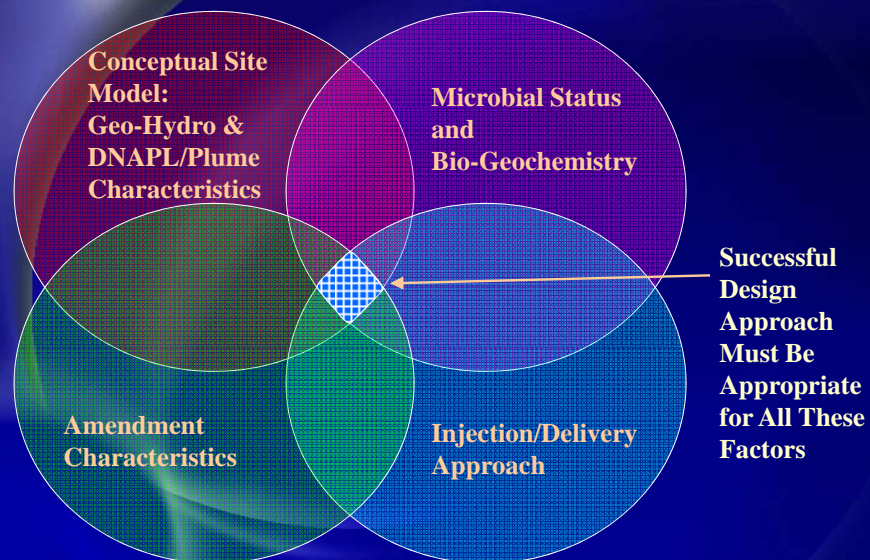 Conceptual Site
Model:
Geo-Hydro &
DNAPL/Plume
Characteristics
Microbial Status
and
Bio-Geochemistry
Successful
Design
Approach
Must Be
Appropriate
for All These
Factors
Amendment
Characteristics
Injection/Delivery
Approach